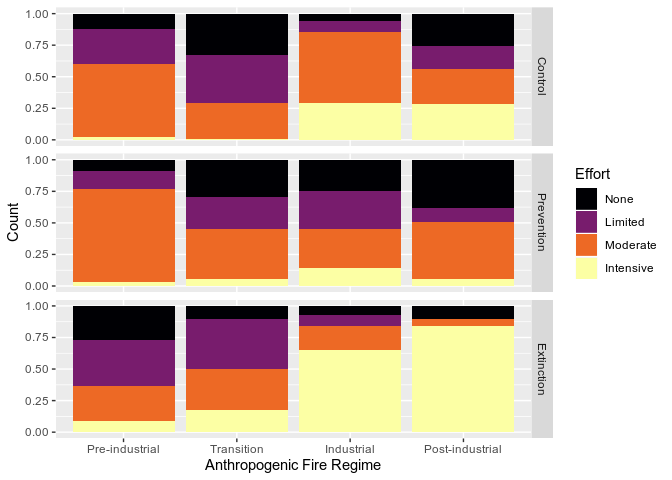 1.00
0.75
0.50
0.25
0.00
Control
1.00
0.75
0.50
0.25
0.00
Prevention
1.00
0.75
0.50
0.25
0.00
Extinction
Count
Pre-industrial Transition Industrial Post-industrial
Anthropogenic Fire Regime
Effort
None
Limited
Moderate
Intensive